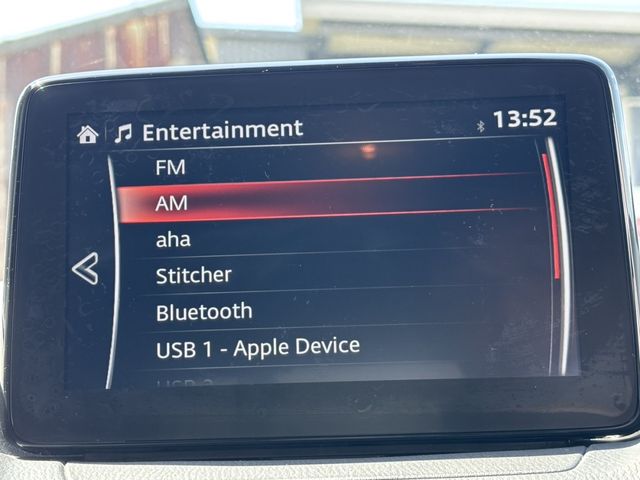 Entertainment
13:52
FM
AM
aha
Stitcher
Bluetooth
USB 1 - Apple Device